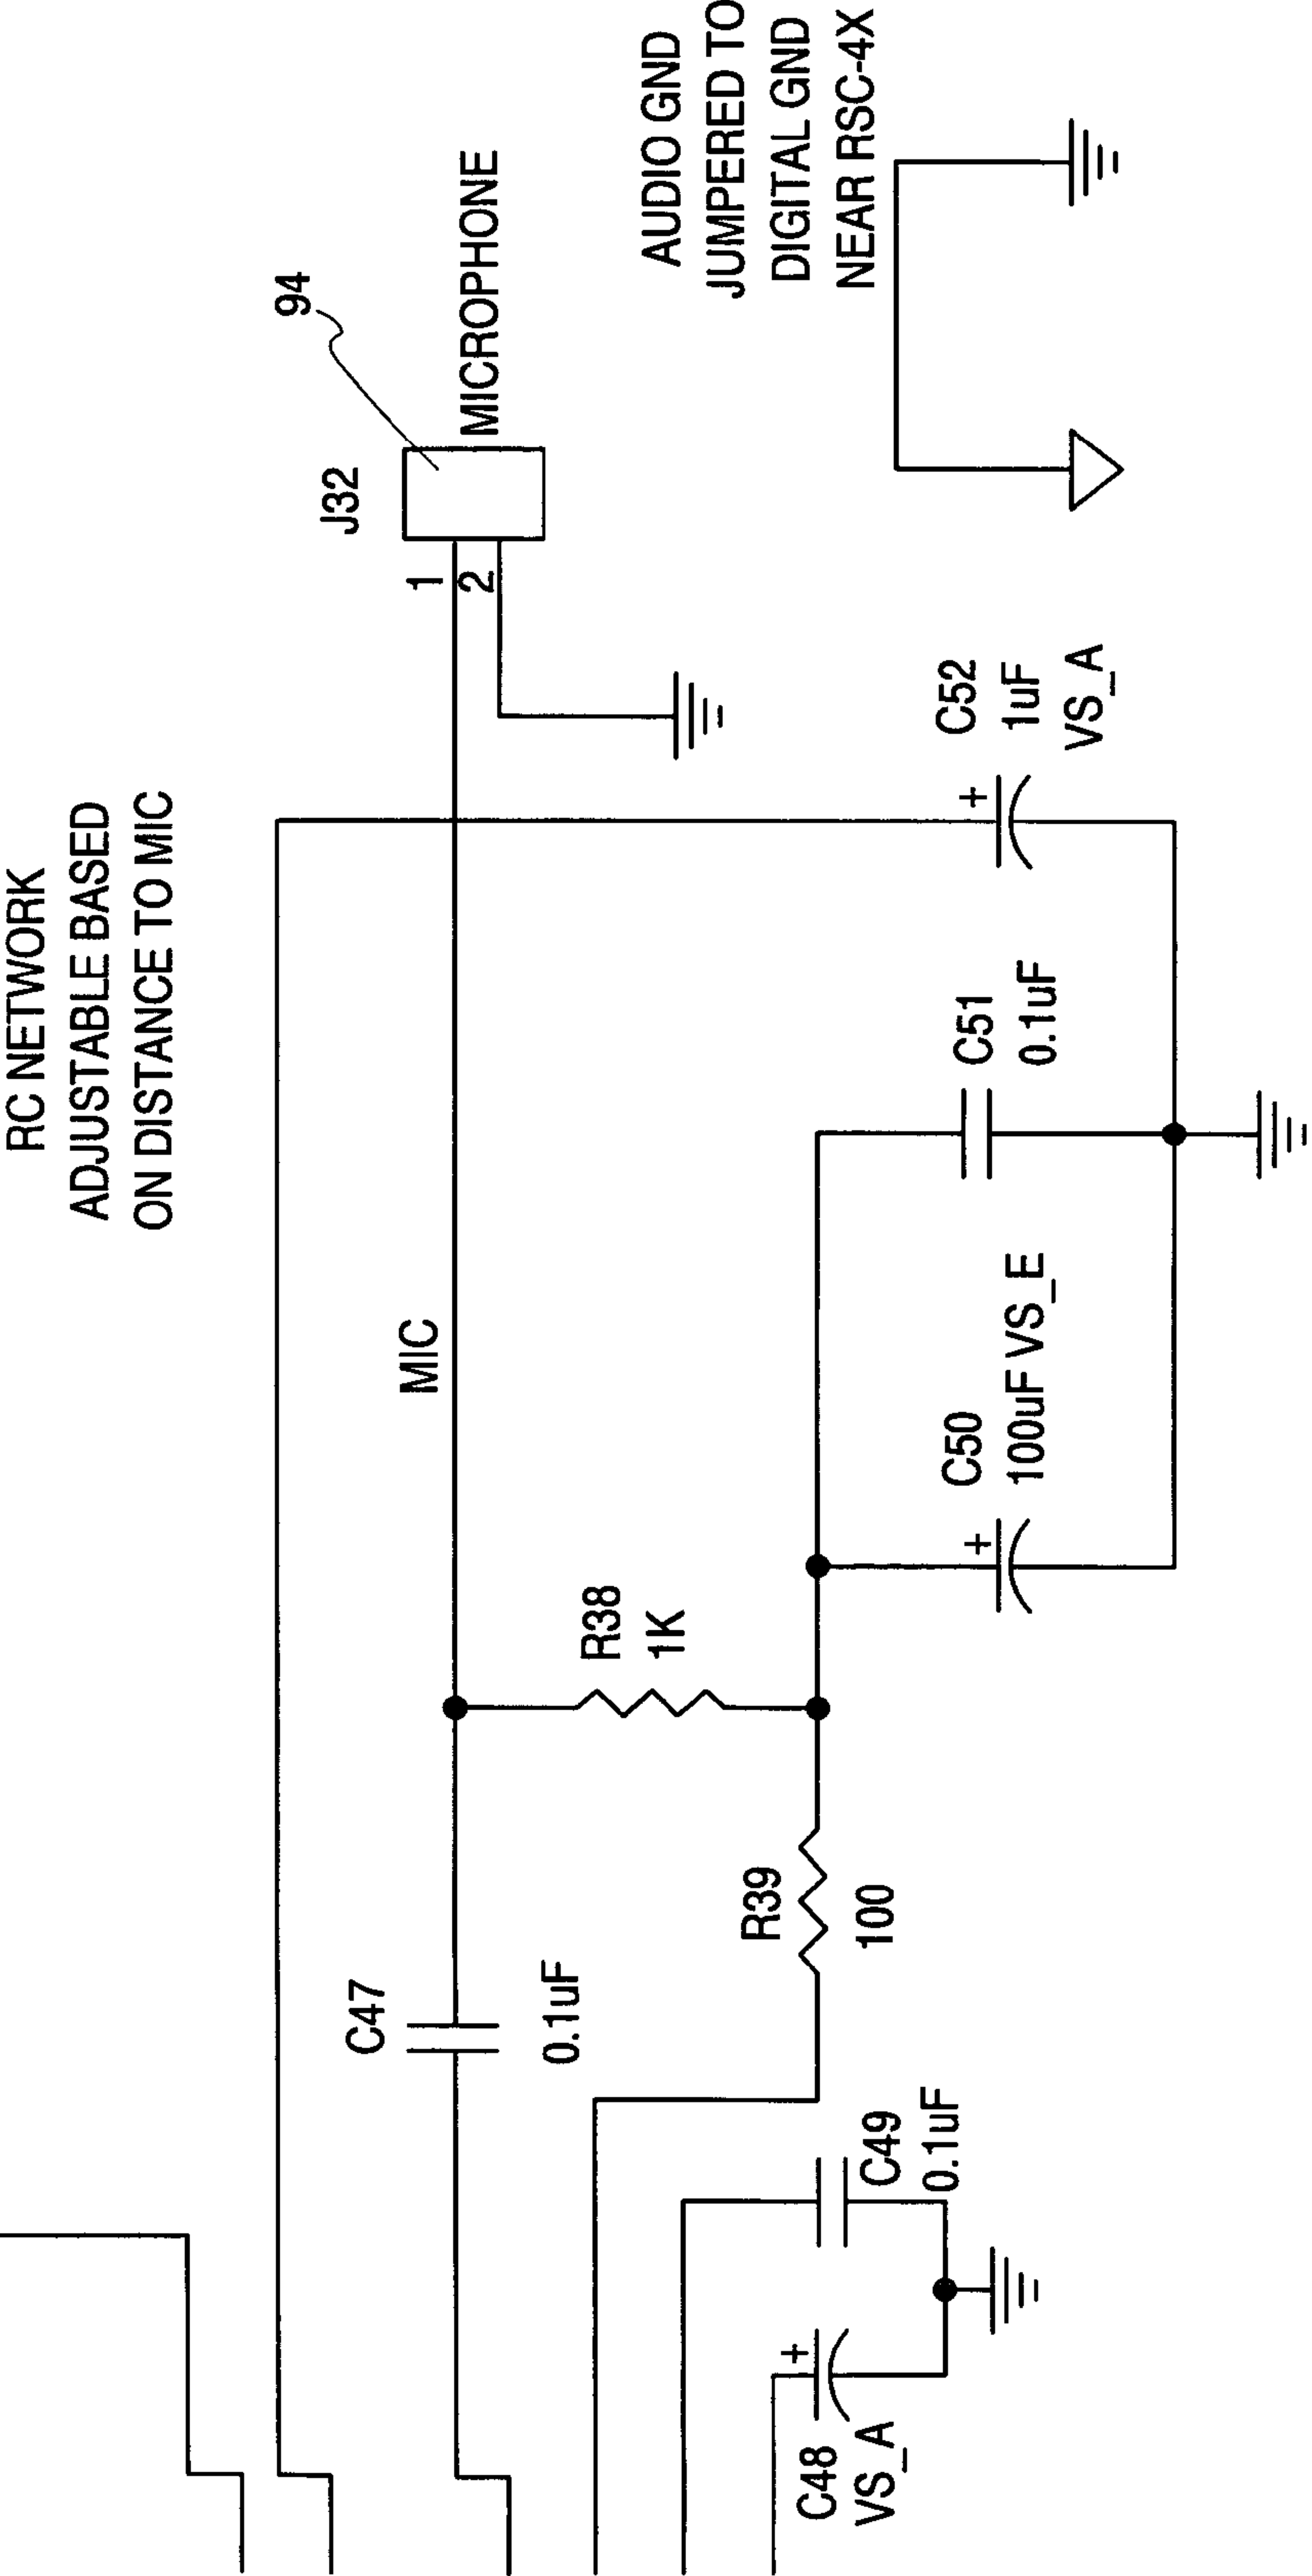 RC NETWORK
ADJUSTABLE BASED
ON DISTANCE TO MIC
94
J32
1
2
MICROPHONE
MIC
C47
0.1uF
R38
1K
R39
100
C48
VS_A
C49
0.1uF
C50
100uF VS_E
C51
0.1uF
C52
1uF
VS_A
+
+
+
AUDIO GND
JUMPERED TO
DIGITAL GND
NEAR RSC-4X